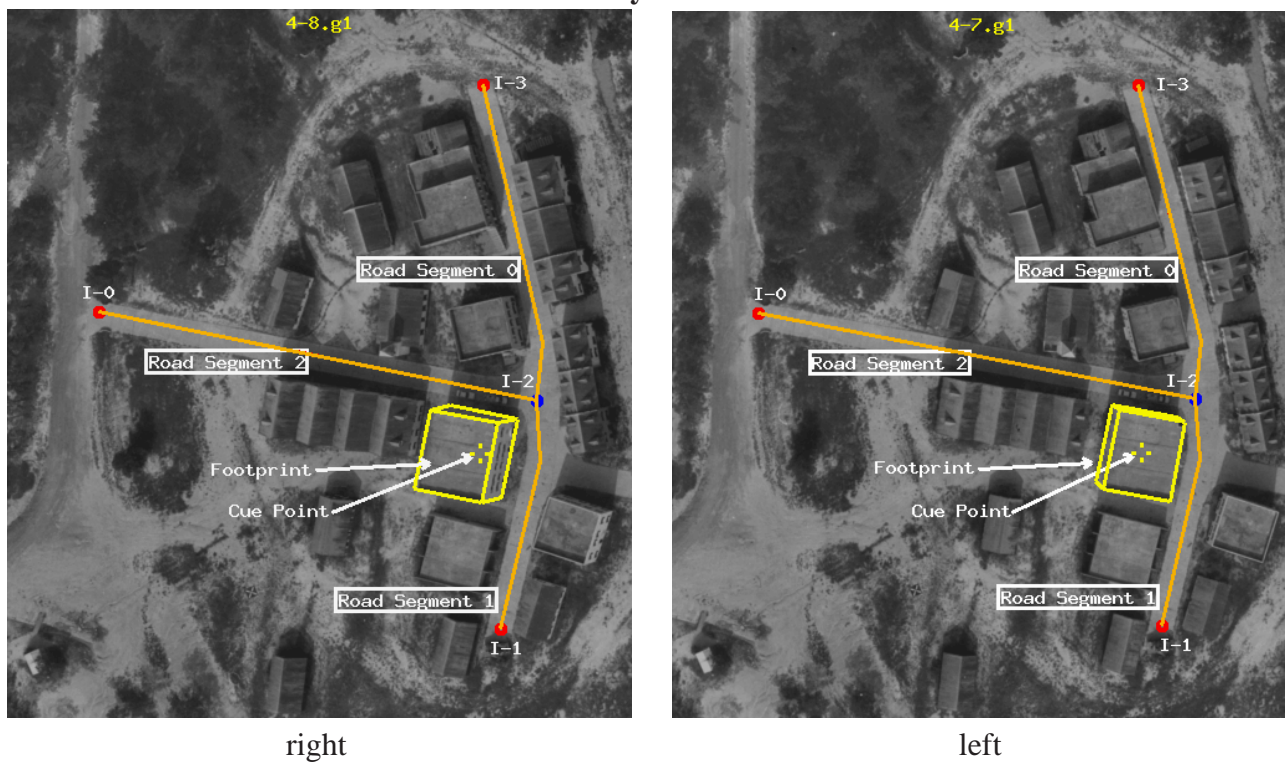 4-8.g1
I-3
Road Segment 0
I-0
Road Segment 2
I-2
Footprint
Cue Point
Road Segment 1
I-1
right
4-7.g1
I-3
Road Segment 0
I-0
Road Segment 2
I-2
Footprint
Cue Point
Road Segment 1
I-1
left